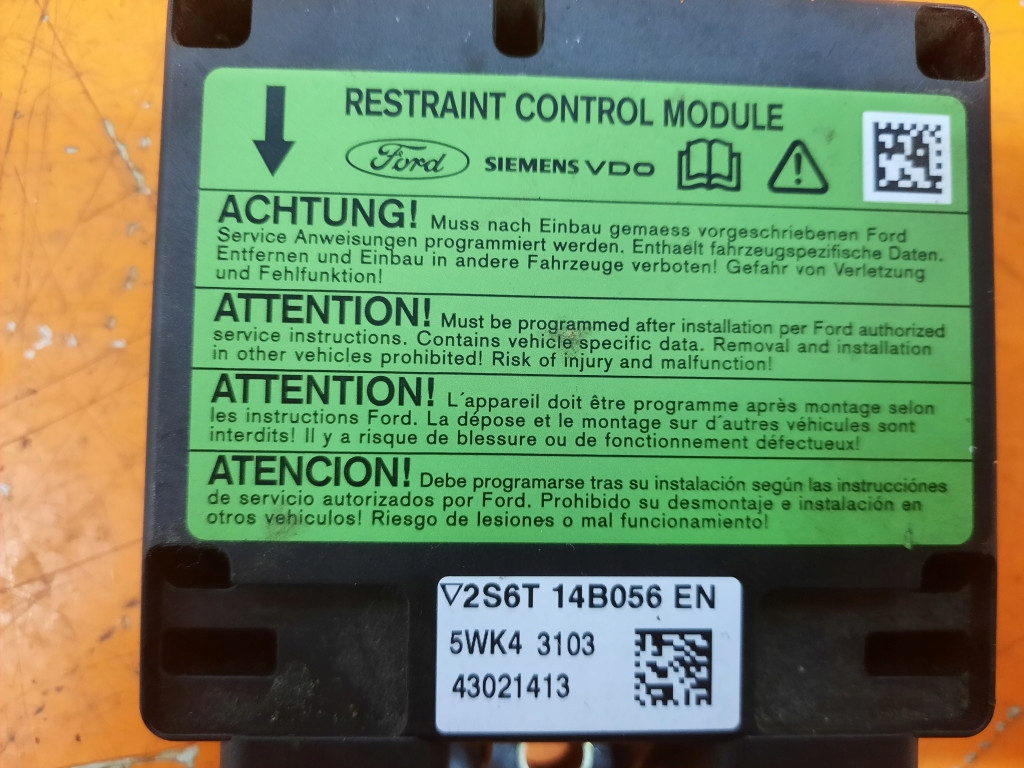 RESTRAINT CONTROL MODULE
Ford SIEMENS VDO
ACHTUNG! Muss nach Einbau gemaess vorgeschriebenen Ford
Service Anweisungen programmiert werden. Enthaelt fahrzeugspezifische Daten.
Entfernen und Einbau in andere Fahrzeuge verboten! Gefahr von Verletzung
und Fehlfunktion!
ATTENTION! Must be programmed after installation per Ford authorized
service instructions. Contains vehicle specific data. Removal and installation
in other vehicles prohibited! Risk of injury and malfunction!
ATTENTION! L´appareil doit être programme après montage selon
les instructions Ford. La dépose et le montage sur d´autres véhicules sont
interdits! Il y a risque de blessure ou de fonctionnement défectueux!
ATENCION! Debe programarse tras su instalación según las instrucciónes
de servicio autorizados por Ford. Prohibido su desmontaje e instalación en
otros vehiculos! Riesgo de lesiones o mal funcionamiento!
▽2S6T 14B056 EN
5WK4 3103
43021413